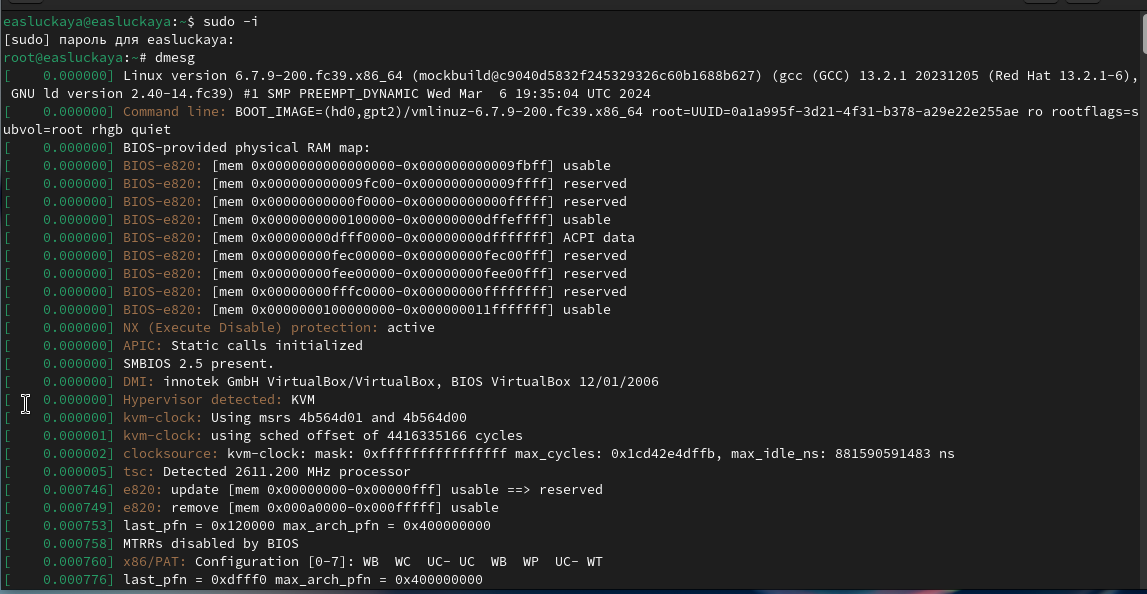 easluckaya@easluckaya:~$ sudo -i
[sudo] пароль для easluckaya:
root@easluckaya:~# dmesg
[    0.000000] Linux version 6.7.9-200.fc39.x86_64 (mockbuild@c9040d5832f245329326c60b1688b627) (gcc (GCC) 13.2.1 20231205 (Red Hat 13.2.1-6),
 GNU ld version 2.40-14.fc39) #1 SMP PREEMPT_DYNAMIC Wed Mar  6 19:35:04 UTC 2024
[    0.000000] Command line: BOOT_IMAGE=(hd0,gpt2)/vmlinuz-6.7.9-200.fc39.x86_64 root=UUID=0a1a995f-3d21-4f31-b378-a29e22e255ae ro rootflags=s
ubvol=root rhgb quiet
[    0.000000] BIOS-provided physical RAM map:
[    0.000000] BIOS-e820: [mem 0x0000000000000000-0x000000000009fbff] usable
[    0.000000] BIOS-e820: [mem 0x000000000009fc00-0x000000000009ffff] reserved
[    0.000000] BIOS-e820: [mem 0x00000000000f0000-0x00000000000fffff] reserved
[    0.000000] BIOS-e820: [mem 0x0000000000100000-0x00000000dffeffff] usable
[    0.000000] BIOS-e820: [mem 0x00000000dfff0000-0x00000000dfffffff] ACPI data
[    0.000000] BIOS-e820: [mem 0x00000000fec00000-0x00000000fec00fff] reserved
[    0.000000] BIOS-e820: [mem 0x00000000fee00000-0x00000000fee00fff] reserved
[    0.000000] BIOS-e820: [mem 0x00000000fffc0000-0x00000000ffffffff] reserved
[    0.000000] BIOS-e820: [mem 0x0000000100000000-0x000000011fffffff] usable
[    0.000000] NX (Execute Disable) protection: active
[    0.000000] APIC: Static calls initialized
[    0.000000] SMBIOS 2.5 present.
[    0.000000] DMI: innotek GmbH VirtualBox/VirtualBox, BIOS VirtualBox 12/01/2006
[    0.000000] Hypervisor detected: KVM
[    0.000000] kvm-clock: Using msrs 4b564d01 and 4b564d00
[    0.000001] kvm-clock: using sched offset of 4416335166 cycles
[    0.000002] clocksource: kvm-clock: mask: 0xffffffffffffffff max_cycles: 0x1cd42e4dffb, max_idle_ns: 881590591483 ns
[    0.000005] tsc: Detected 2611.200 MHz processor
[    0.000746] e820: update [mem 0x00000000-0x00000fff] usable ==> reserved
[    0.000749] e820: remove [mem 0x000a0000-0x000fffff] usable
[    0.000753] last_pfn = 0x120000 max_arch_pfn = 0x400000000
[    0.000758] MTRRs disabled by BIOS
[    0.000760] x86/PAT: Configuration [0-7]: WB  WC  UC- UC  WB  WP  UC- WT
[    0.000776] last_pfn = 0xdfff0 max_arch_pfn = 0x400000000